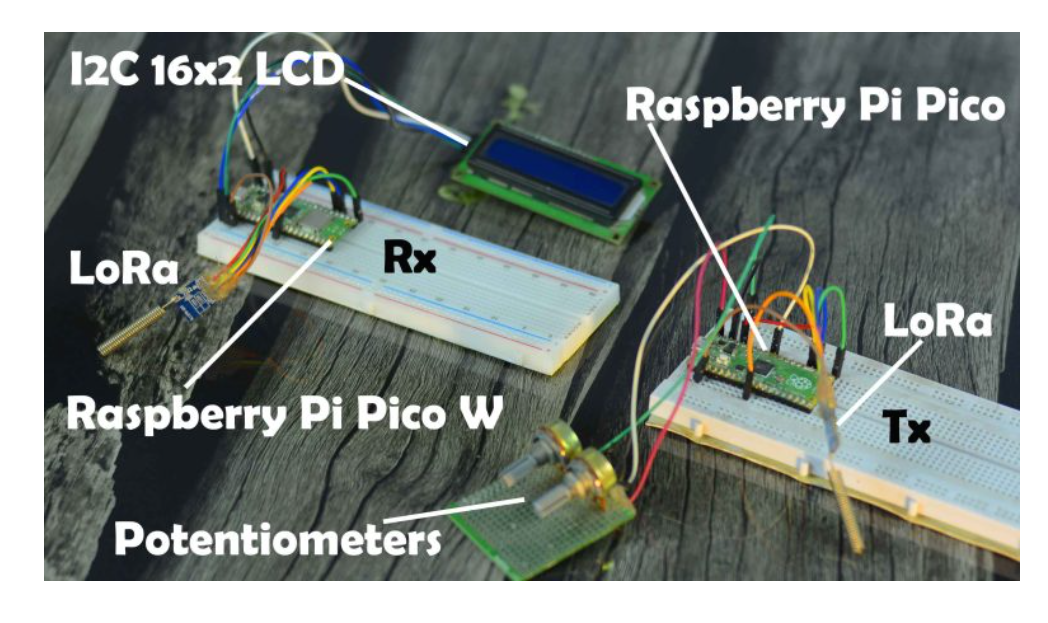 I2C 16x2 LCD
Raspberry Pi Pico
Rx
LoRa
LoRa
Raspberry Pi Pico W
Tx
Potentiometers